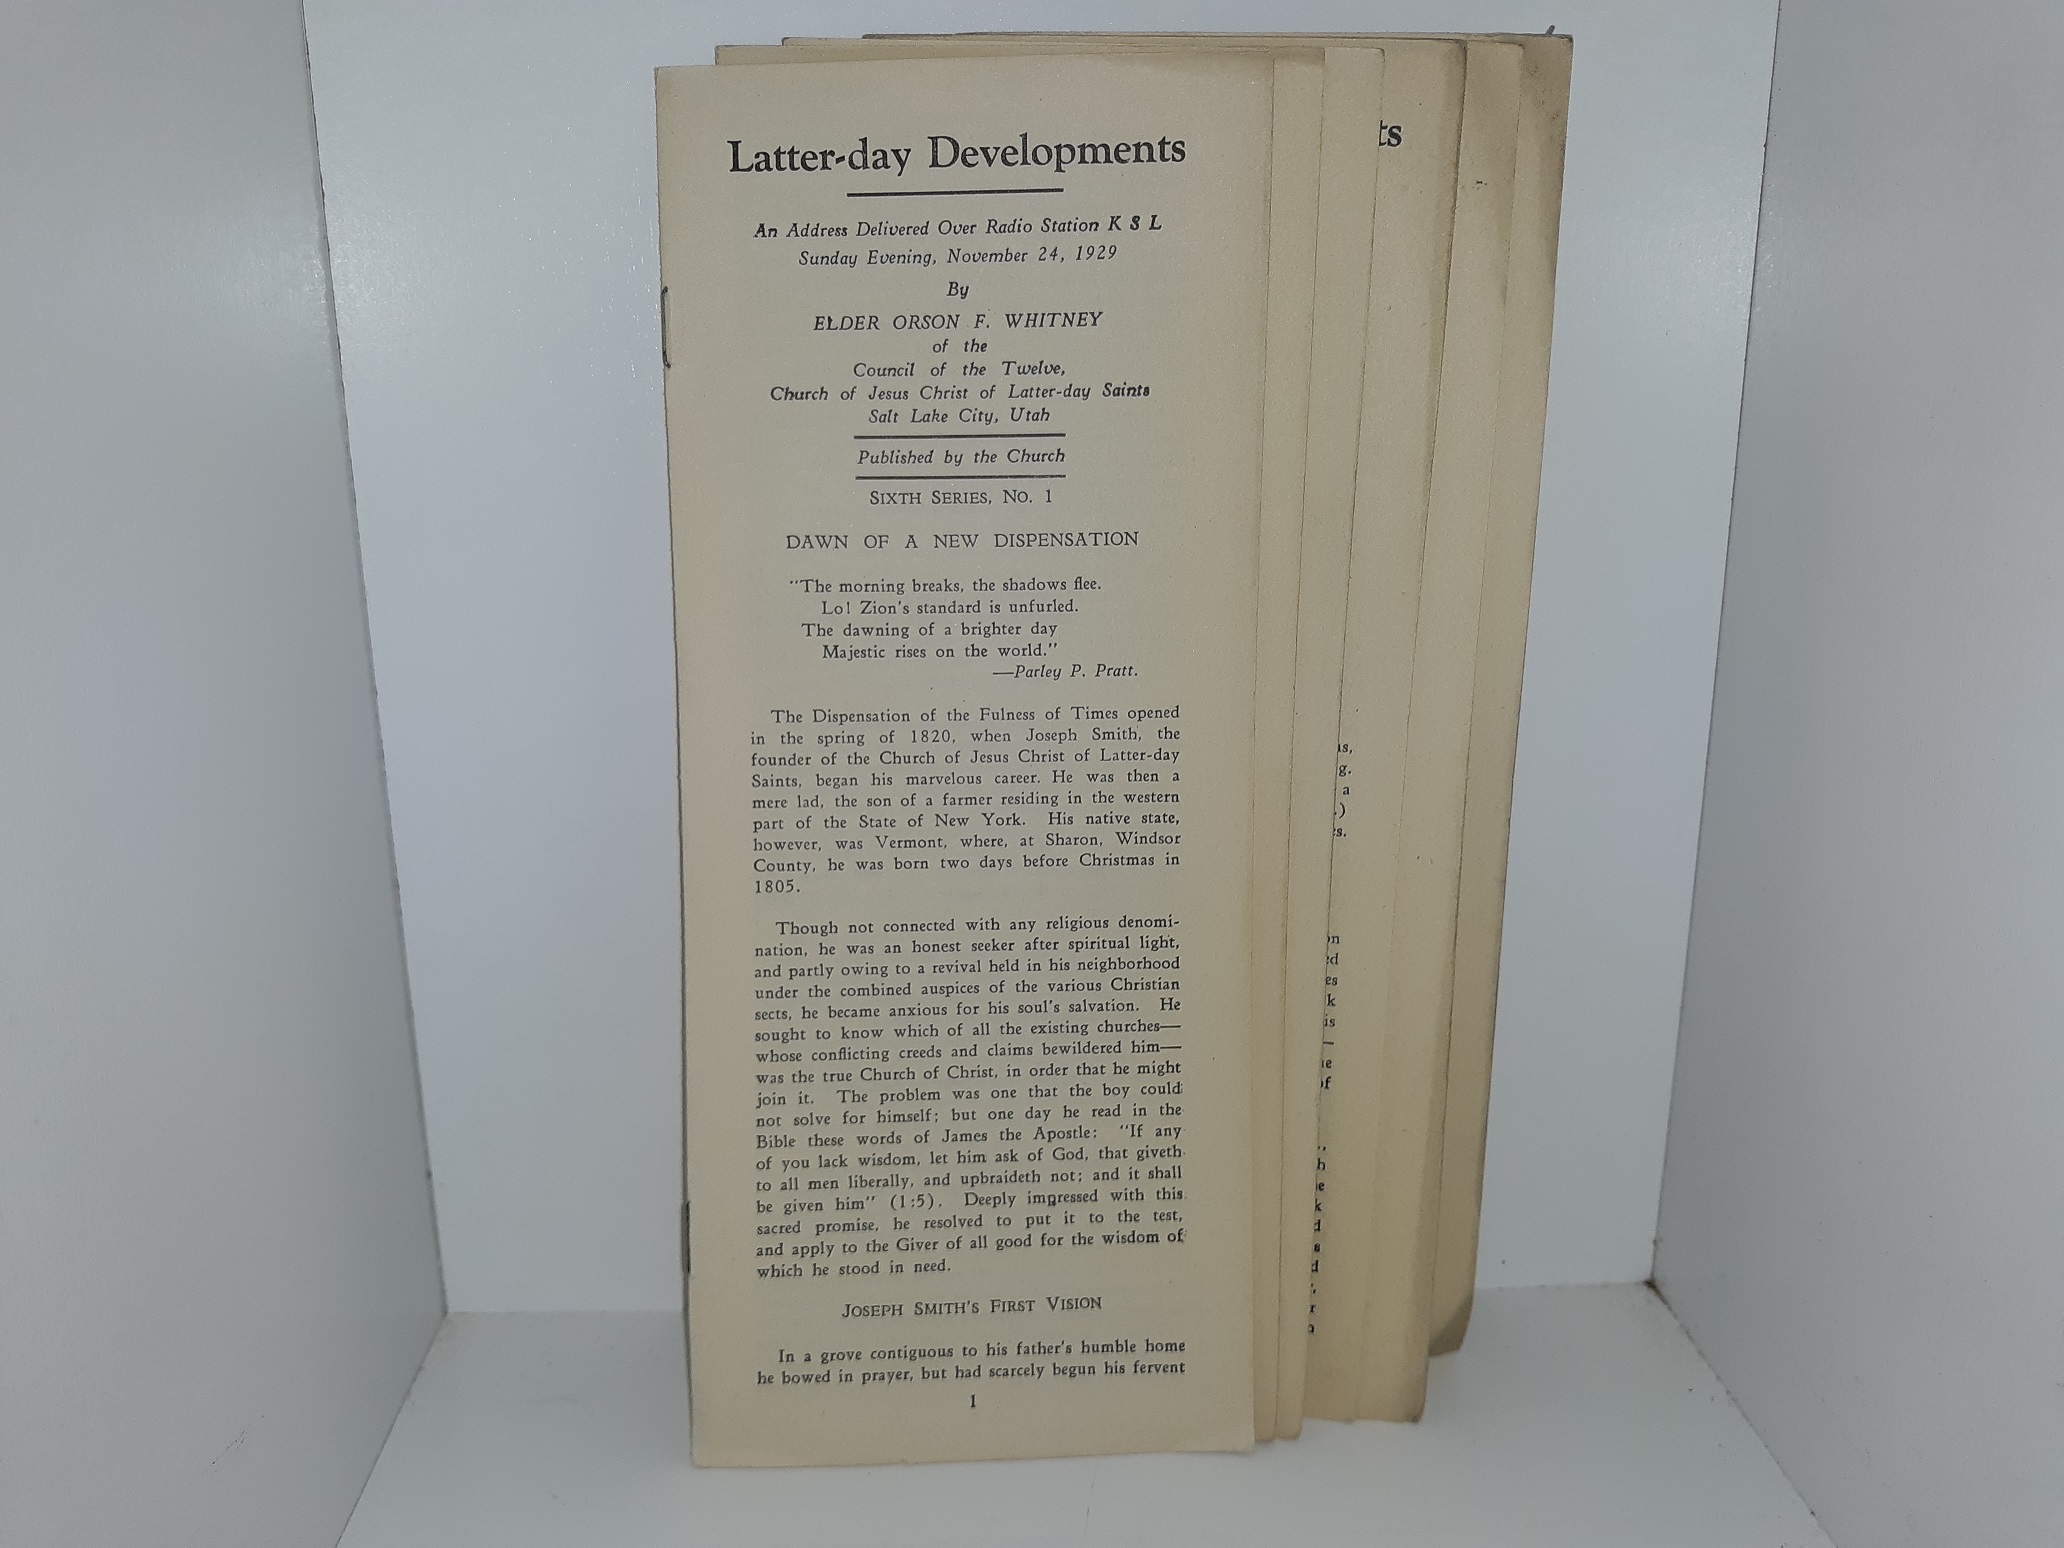 Latter-day Developments
An Address Delivered Over Radio Station K S L
Sunday Evening, November 24, 1929
By
ELDER ORSON F. WHITNEY
of the
Council of the Twelve,
Church of Jesus Christ of Latter-day Saints
Salt Lake City, Utah
Published by the Church
SIXTH SERIES, NO. 1
DAWN OF A NEW DISPENSATION
"The morning breaks, the shadows flee.
Lo! Zion's standard is unfurled.
The dawning of a brighter day
Majestic rises on the world."
—Parley P. Pratt.
The Dispensation of the Fulness of Times opened
in the spring of 1820, when Joseph Smith, the
founder of the Church of Jesus Christ of Latter-day
Saints, began his marvelous career. He was then a
mere lad, the son of a farmer residing in the western
part of the State of New York. His native state,
however, was Vermont, where, at Sharon, Windsor
County, he was born two days before Christmas in
1805.
Though not connected with any religious denomi-
nation, he was an honest seeker after spiritual light,
and partly owing to a revival held in his neighborhood
under the combined auspices of the various Christian
sects, he became anxious for his soul's salvation. He
sought to know which of all the existing churches—
whose conflicting creeds and claims bewildered him—
was the true Church of Christ, in order that he might
join it. The problem was one that the boy could
not solve for himself; but one day he read in the
Bible these words of James the Apostle: "If any
of you lack wisdom, let him ask of God, that giveth
to all men liberally, and upbraideth not; and it shall
be given him" (1:5). Deeply impressed with this
sacred promise, he resolved to put it to the test,
and apply to the Giver of all good for the wisdom of
which he stood in need.
JOSEPH SMITH'S FIRST VISION
In a grove contiguous to his father's humble home
he bowed in prayer, but had scarcely begun his fervent
1
ts